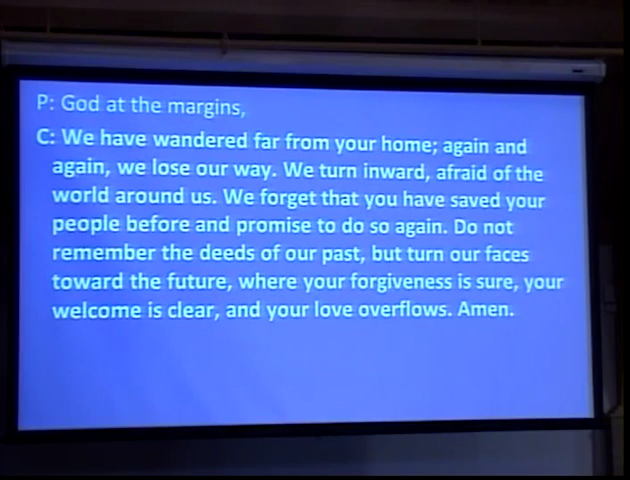 P: God at the margins,
C: We have wandered far from your home; again and
again, we lose our way. We turn inward, afraid of the
world around us. We forget that you have saved your
people before and promise to do so again. Do not
remember the deeds of our past, but turn our faces
toward the future, where your forgiveness is sure, your
welcome is clear, and your love overflows. Amen.